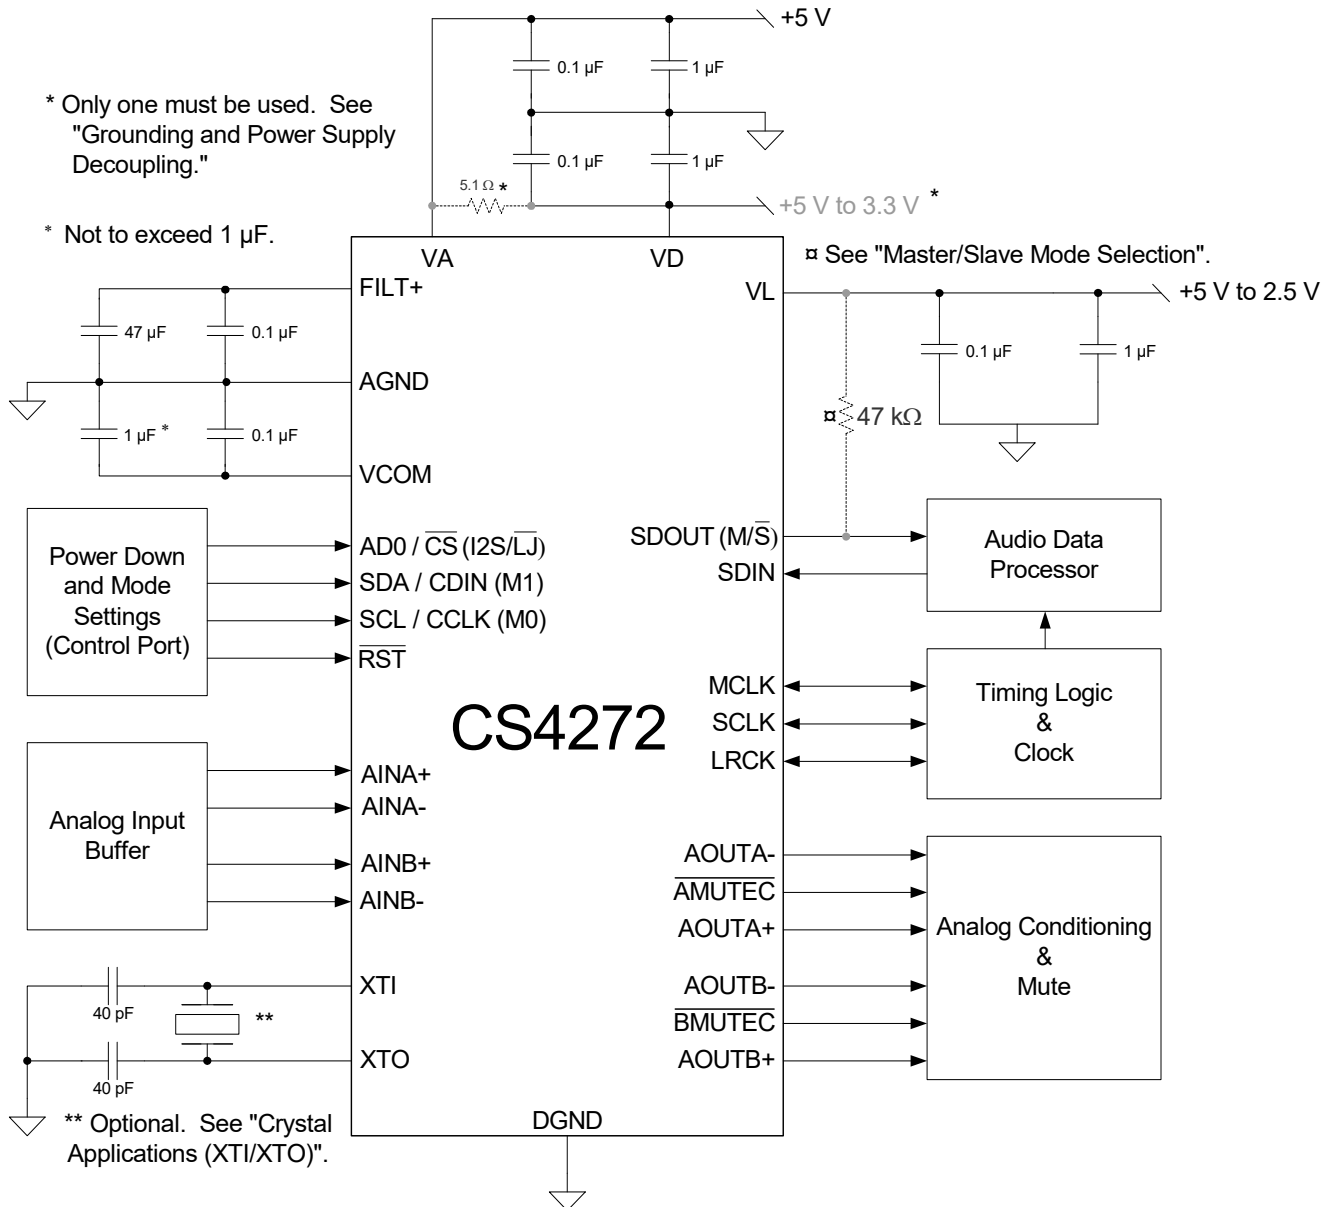 +5 V
0.1 µF
1 µF
* Only one must be used. See
"Grounding and Power Supply
Decoupling."
0.1 µF
1 µF
5.1 Ω *
+5 V to 3.3 V *
* Not to exceed 1 µF.
VA
VD
¤ See "Master/Slave Mode Selection".
FILT+
VL
+5 V to 2.5 V
47 µF
0.1 µF
0.1 µF
1 µF
AGND
¤ 47 kΩ
1 µF *
0.1 µF
VCOM
Power Down
and Mode
Settings
(Control Port)
AD0 / C̅S̅ (I2S/L̅J̅)
SDA / CDIN (M1)
SCL / CCLK (M0)
R̅S̅T̅
SDOUT (M/S̅)
SDIN
Audio Data
Processor
CS4272
MCLK
SCLK
LRCK
Timing Logic
&
Clock
Analog Input
Buffer
AINA+
AINA-
AINB+
AINB-
AOUTA-
A̅M̅U̅T̅E̅C̅
AOUTA+
AOUTB-
B̅M̅U̅T̅E̅C̅
AOUTB+
Analog Conditioning
&
Mute
XTI
40 pF
**
XTO
40 pF
** Optional. See "Crystal
Applications (XTI/XTO)".
DGND